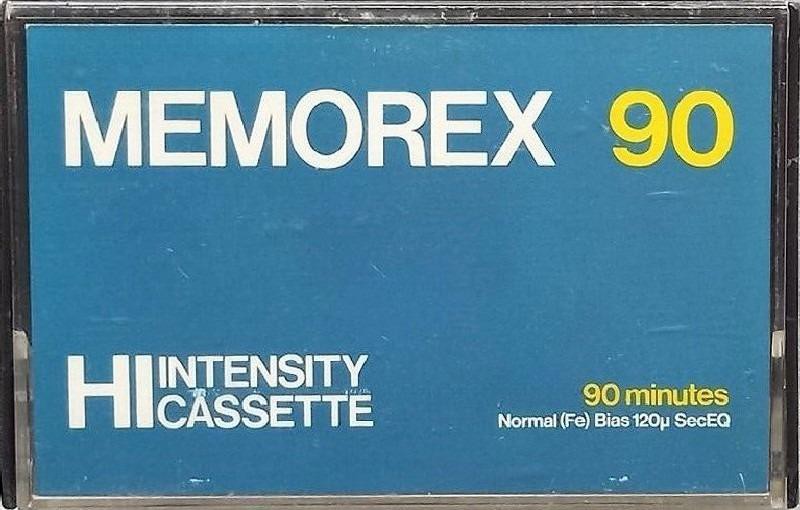 MEMOREX 90
HI INTENSITY
CASSETTE
90 minutes
Normal (Fe) Bias 120μ SecEQ